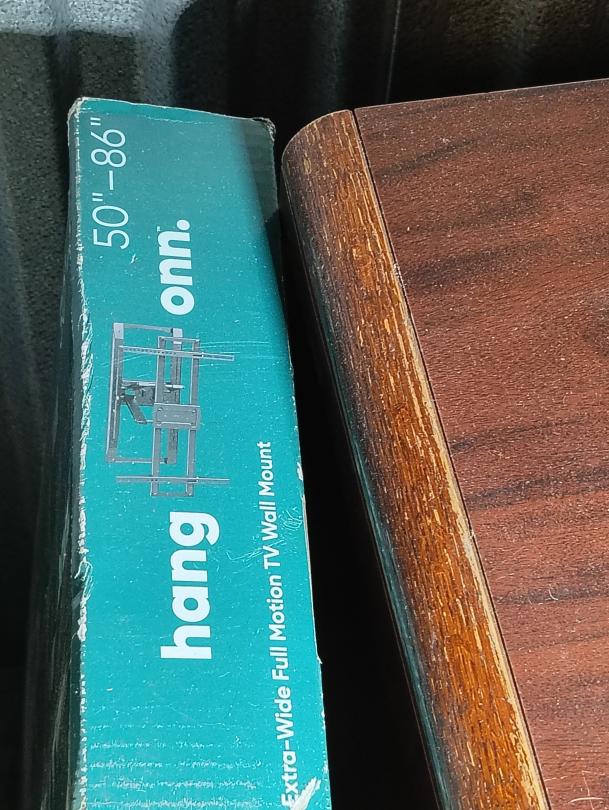 50"–86"
hang onn.
Extra-Wide Full Motion TV Wall Mount